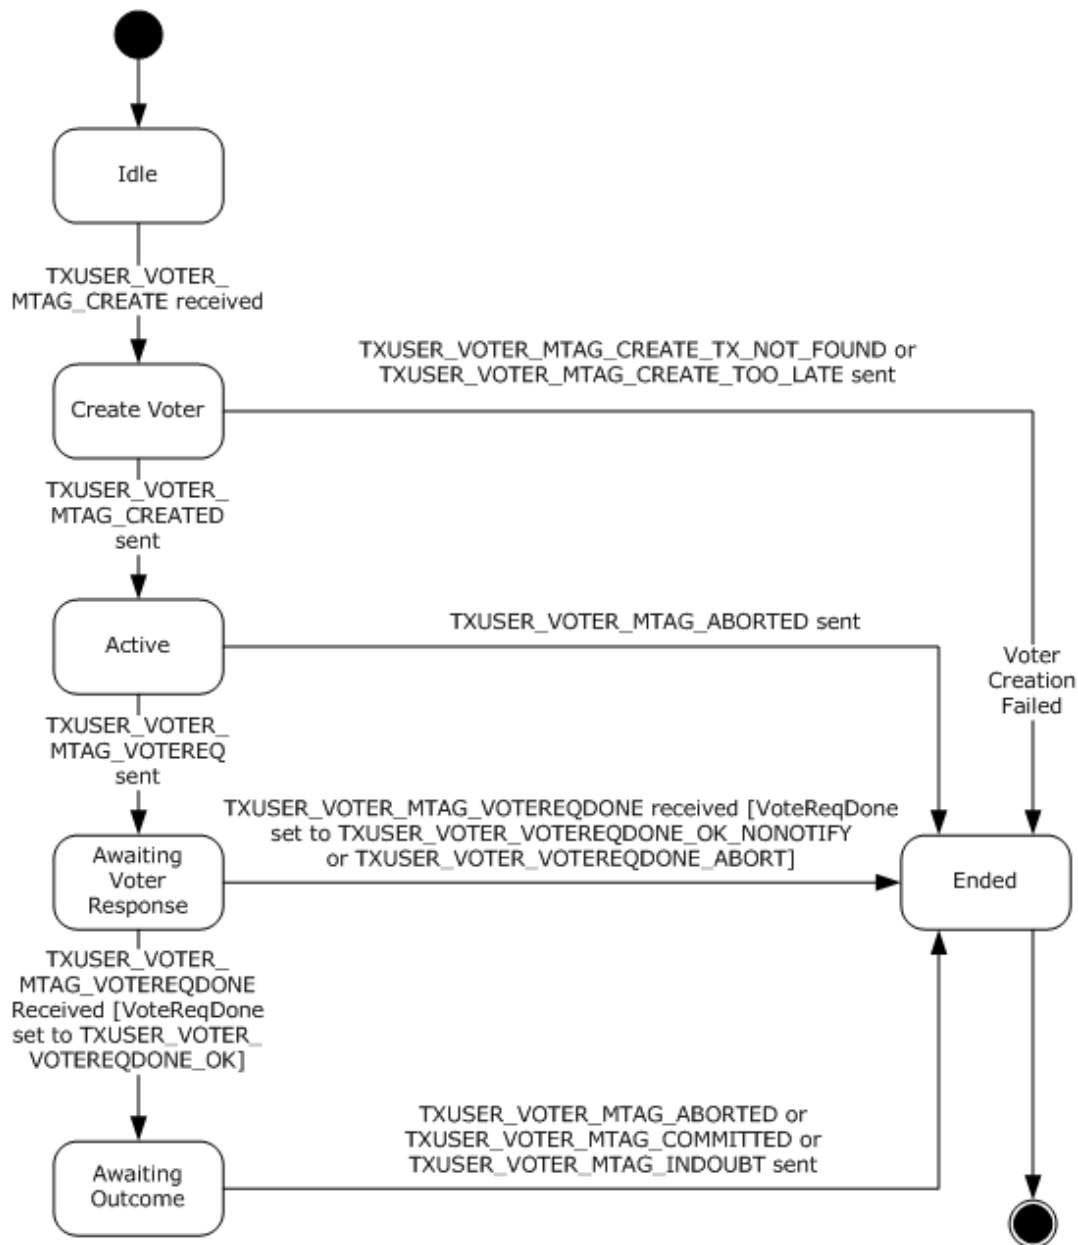 Idle
TXUSER_VOTER_
MTAG_CREATE received
TXUSER_VOTER_MTAG_CREATE_TX_NOT_FOUND or
TXUSER_VOTER_MTAG_CREATE_TOO_LATE sent
Create Voter
TXUSER_VOTER_
MTAG_CREATED
sent
TXUSER_VOTER_MTAG_ABORTED sent
Active
Voter
Creation
Failed
TXUSER_VOTER_
MTAG_VOTEREQ
sent
TXUSER_VOTER_MTAG_VOTEREQDONE received [VoteReqDone
set to TXUSER_VOTER_VOTEREQDONE_OK_NONOTIFY
or TXUSER_VOTER_VOTEREQDONE_ABORT]
Awaiting
Voter
Response
Ended
TXUSER_VOTER_
MTAG_VOTEREQDONE
Received [VoteReqDone
set to TXUSER_VOTER_
VOTEREQDONE_OK]
TXUSER_VOTER_MTAG_ABORTED or
TXUSER_VOTER_MTAG_COMMITTED or
TXUSER_VOTER_MTAG_INDOUBT sent
Awaiting
Outcome